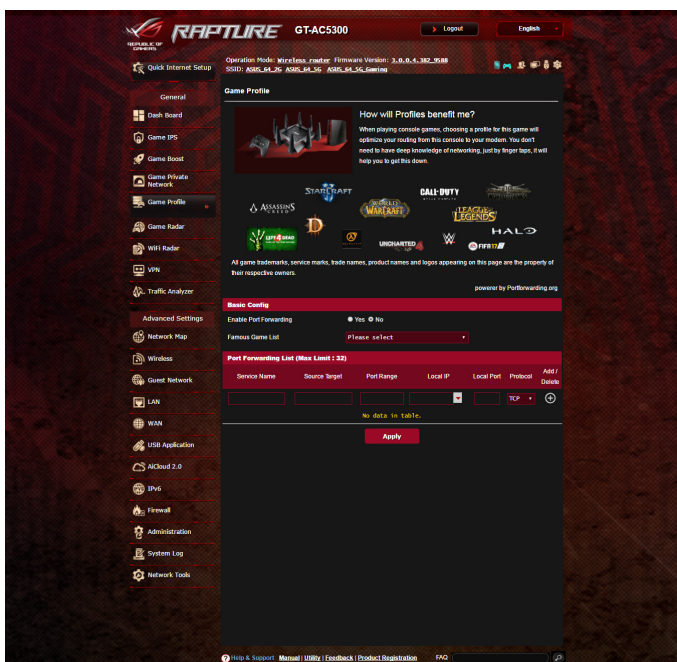 REPUBLIC OF
GAMERS
RAPTURE
GT-AC5300
Logout
English
Quick Internet Setup
Operation Mode: Wireless router Firmware Version: 3.0.0.4.382_9588
SSID: ASUS_64_2G ASUS_64_5G ASUS_64_5G_Gaming
General
Dash Board
Game IPS
Game Boost
Game Private
Network
Game Profile
Game Radar
WiFi Radar
VPN
Traffic Analyzer
Advanced Settings
Network Map
Wireless
Guest Network
LAN
WAN
USB Application
AiCloud 2.0
IPv6
Firewall
Administration
System Log
Network Tools
Game Profile
How will Profiles benefit me?
When playing console games, choosing a profile for this game will
optimize your routing from this console to your modem. You don't
need to have deep knowledge of networking, just by finger taps, it will
help you to get this down.
STARCRAFT
CALL·DUTY
ASSASSINS
CREED
WORLD
WARCRAFT
LEAGUE
LEGENDS
HALO
LEFT 4 DEAD
D
UNCHARTED 4
W
FIFA 17
All game trademarks, service marks, trade names, product names and logos appearing on this page are the property of
their respective owners.
powerer by Portforwarding.org
Basic Config
Enable Port Forwarding
Yes No
Famous Game List
Please select
Port Forwarding List (Max Limit : 32)
Service Name Source Target Port Range Local IP Local Port Protocol Add / Delete
TCP
No data in table.
Apply
Help & Support Manual | Utility | Feedback | Product Registration FAQ